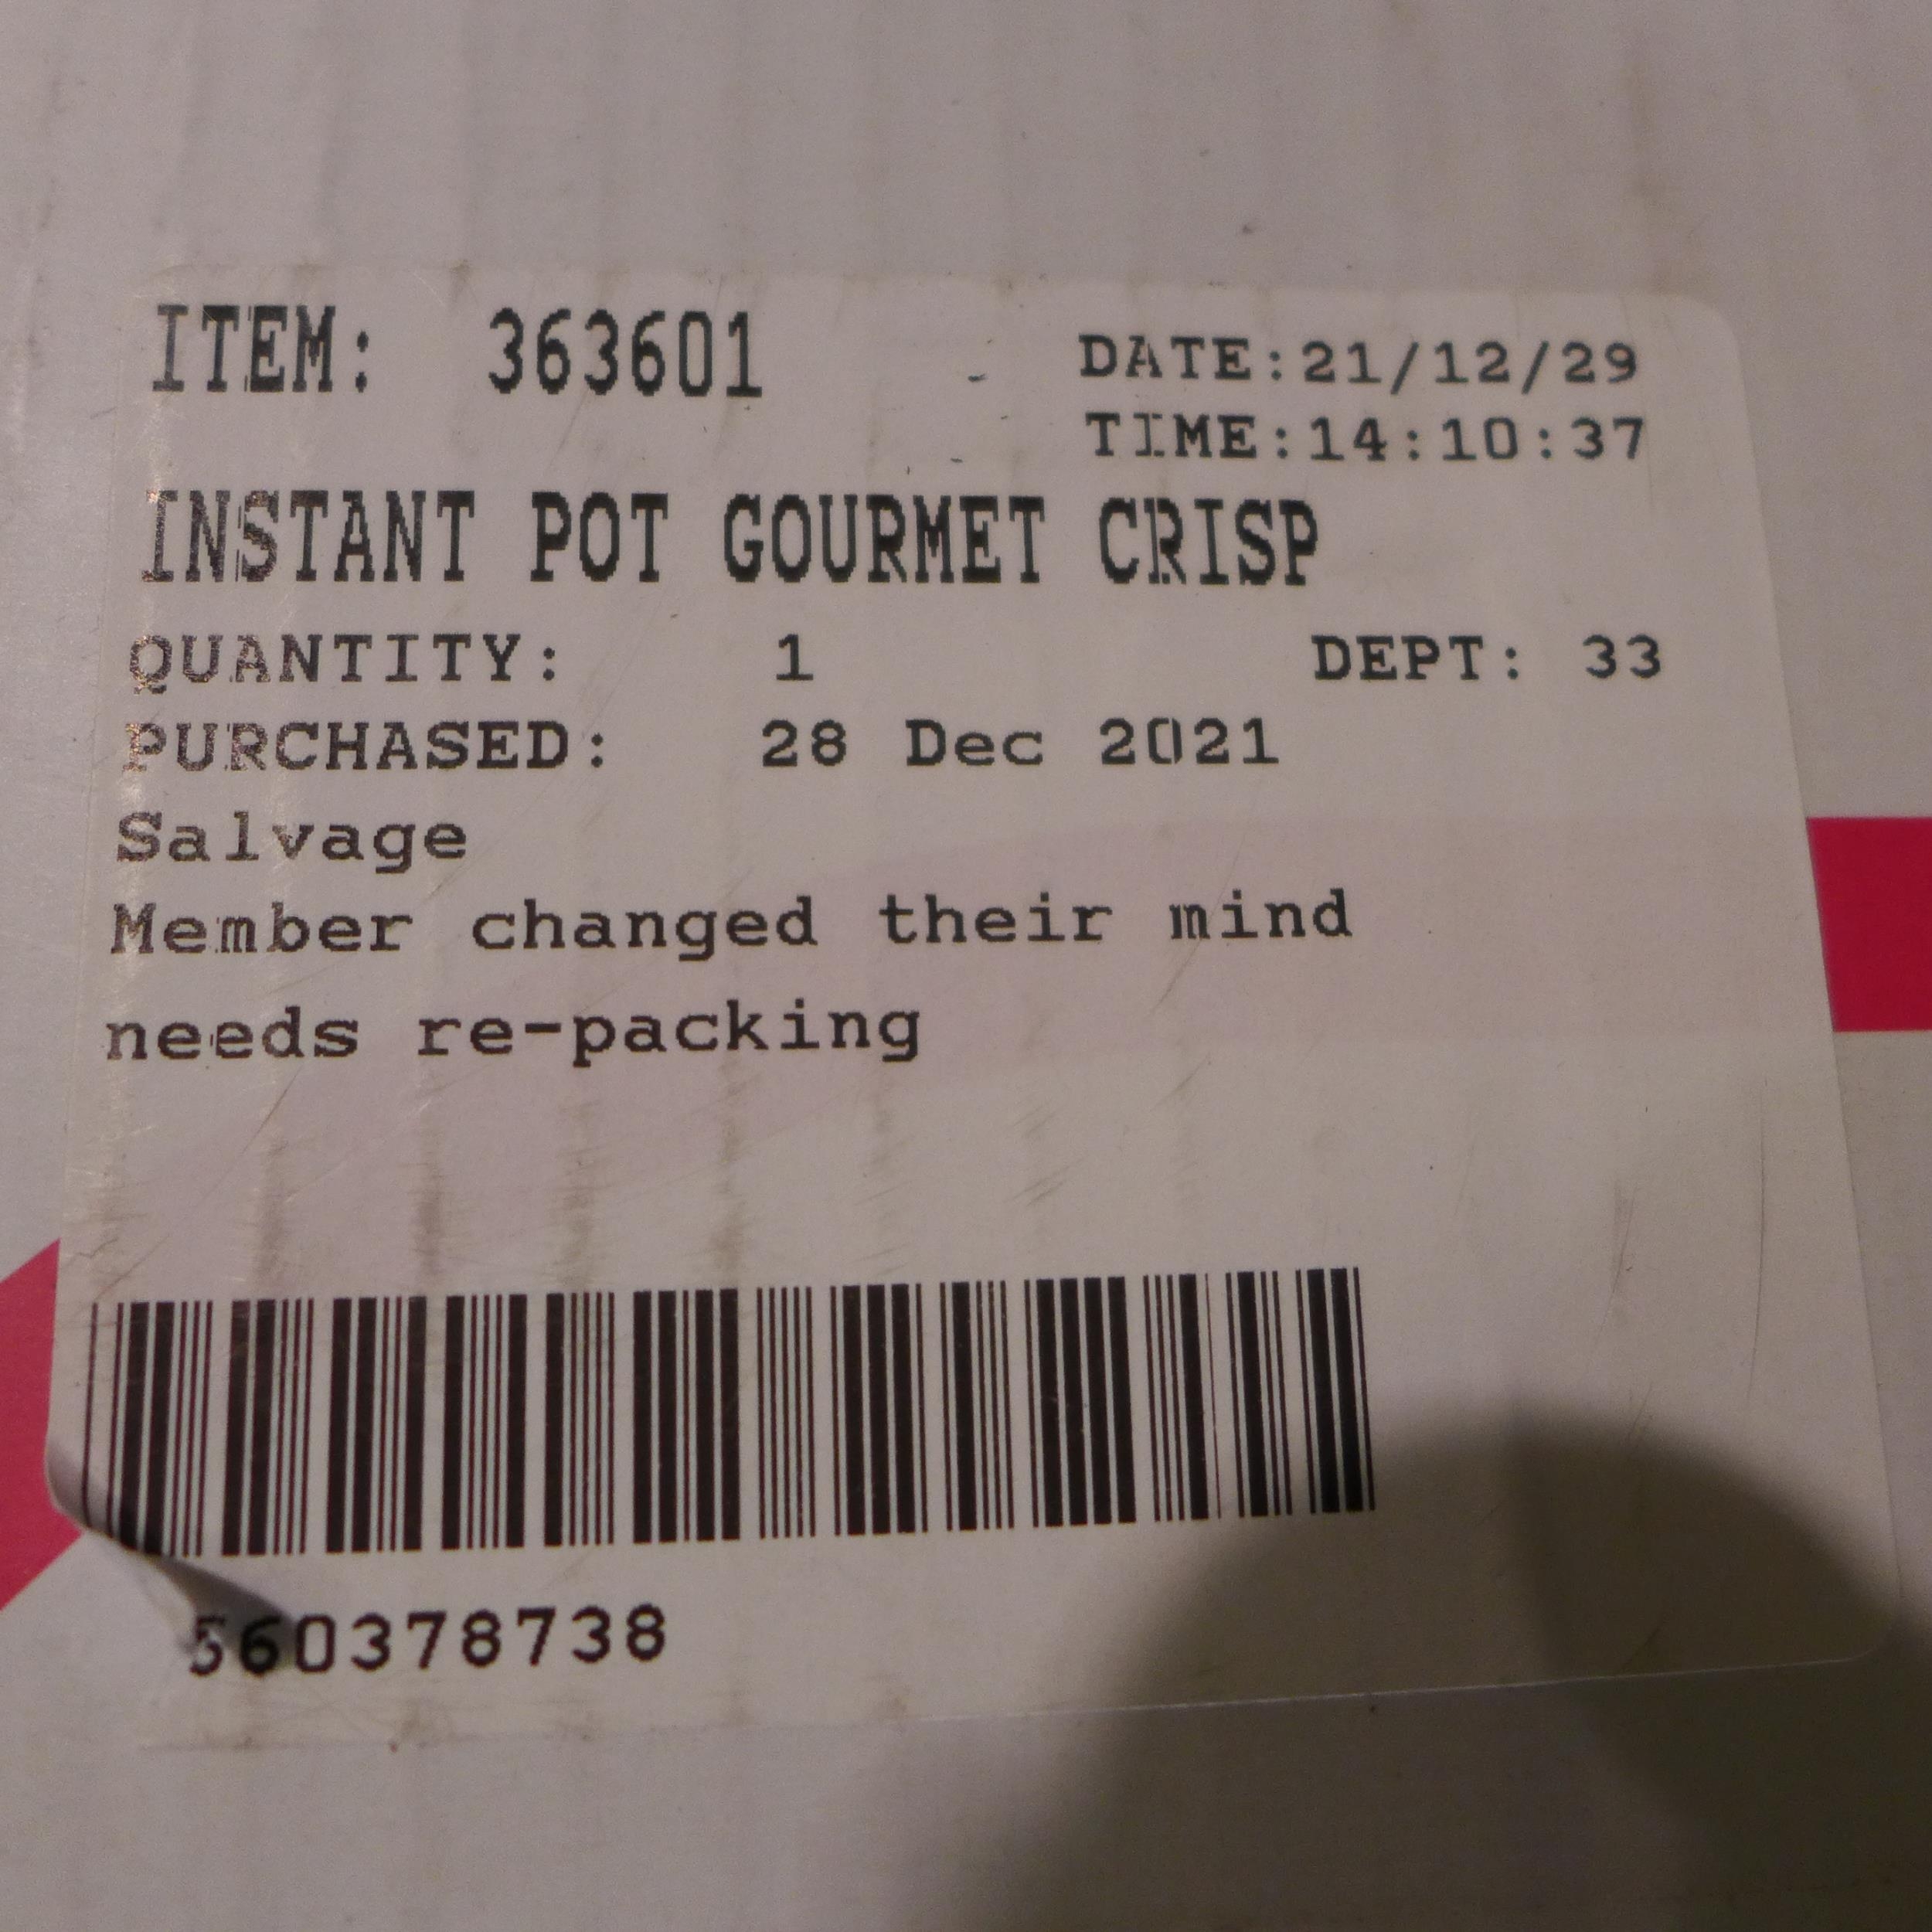 ITEM: 363601
DATE:21/12/29
TIME:14:10:37
INSTANT POT GOURMET CRISP
QUANTITY: 1 DEPT: 33
PURCHASED: 28 Dec 2021
Salvage
Member changed their mind
needs re-packing
560378738